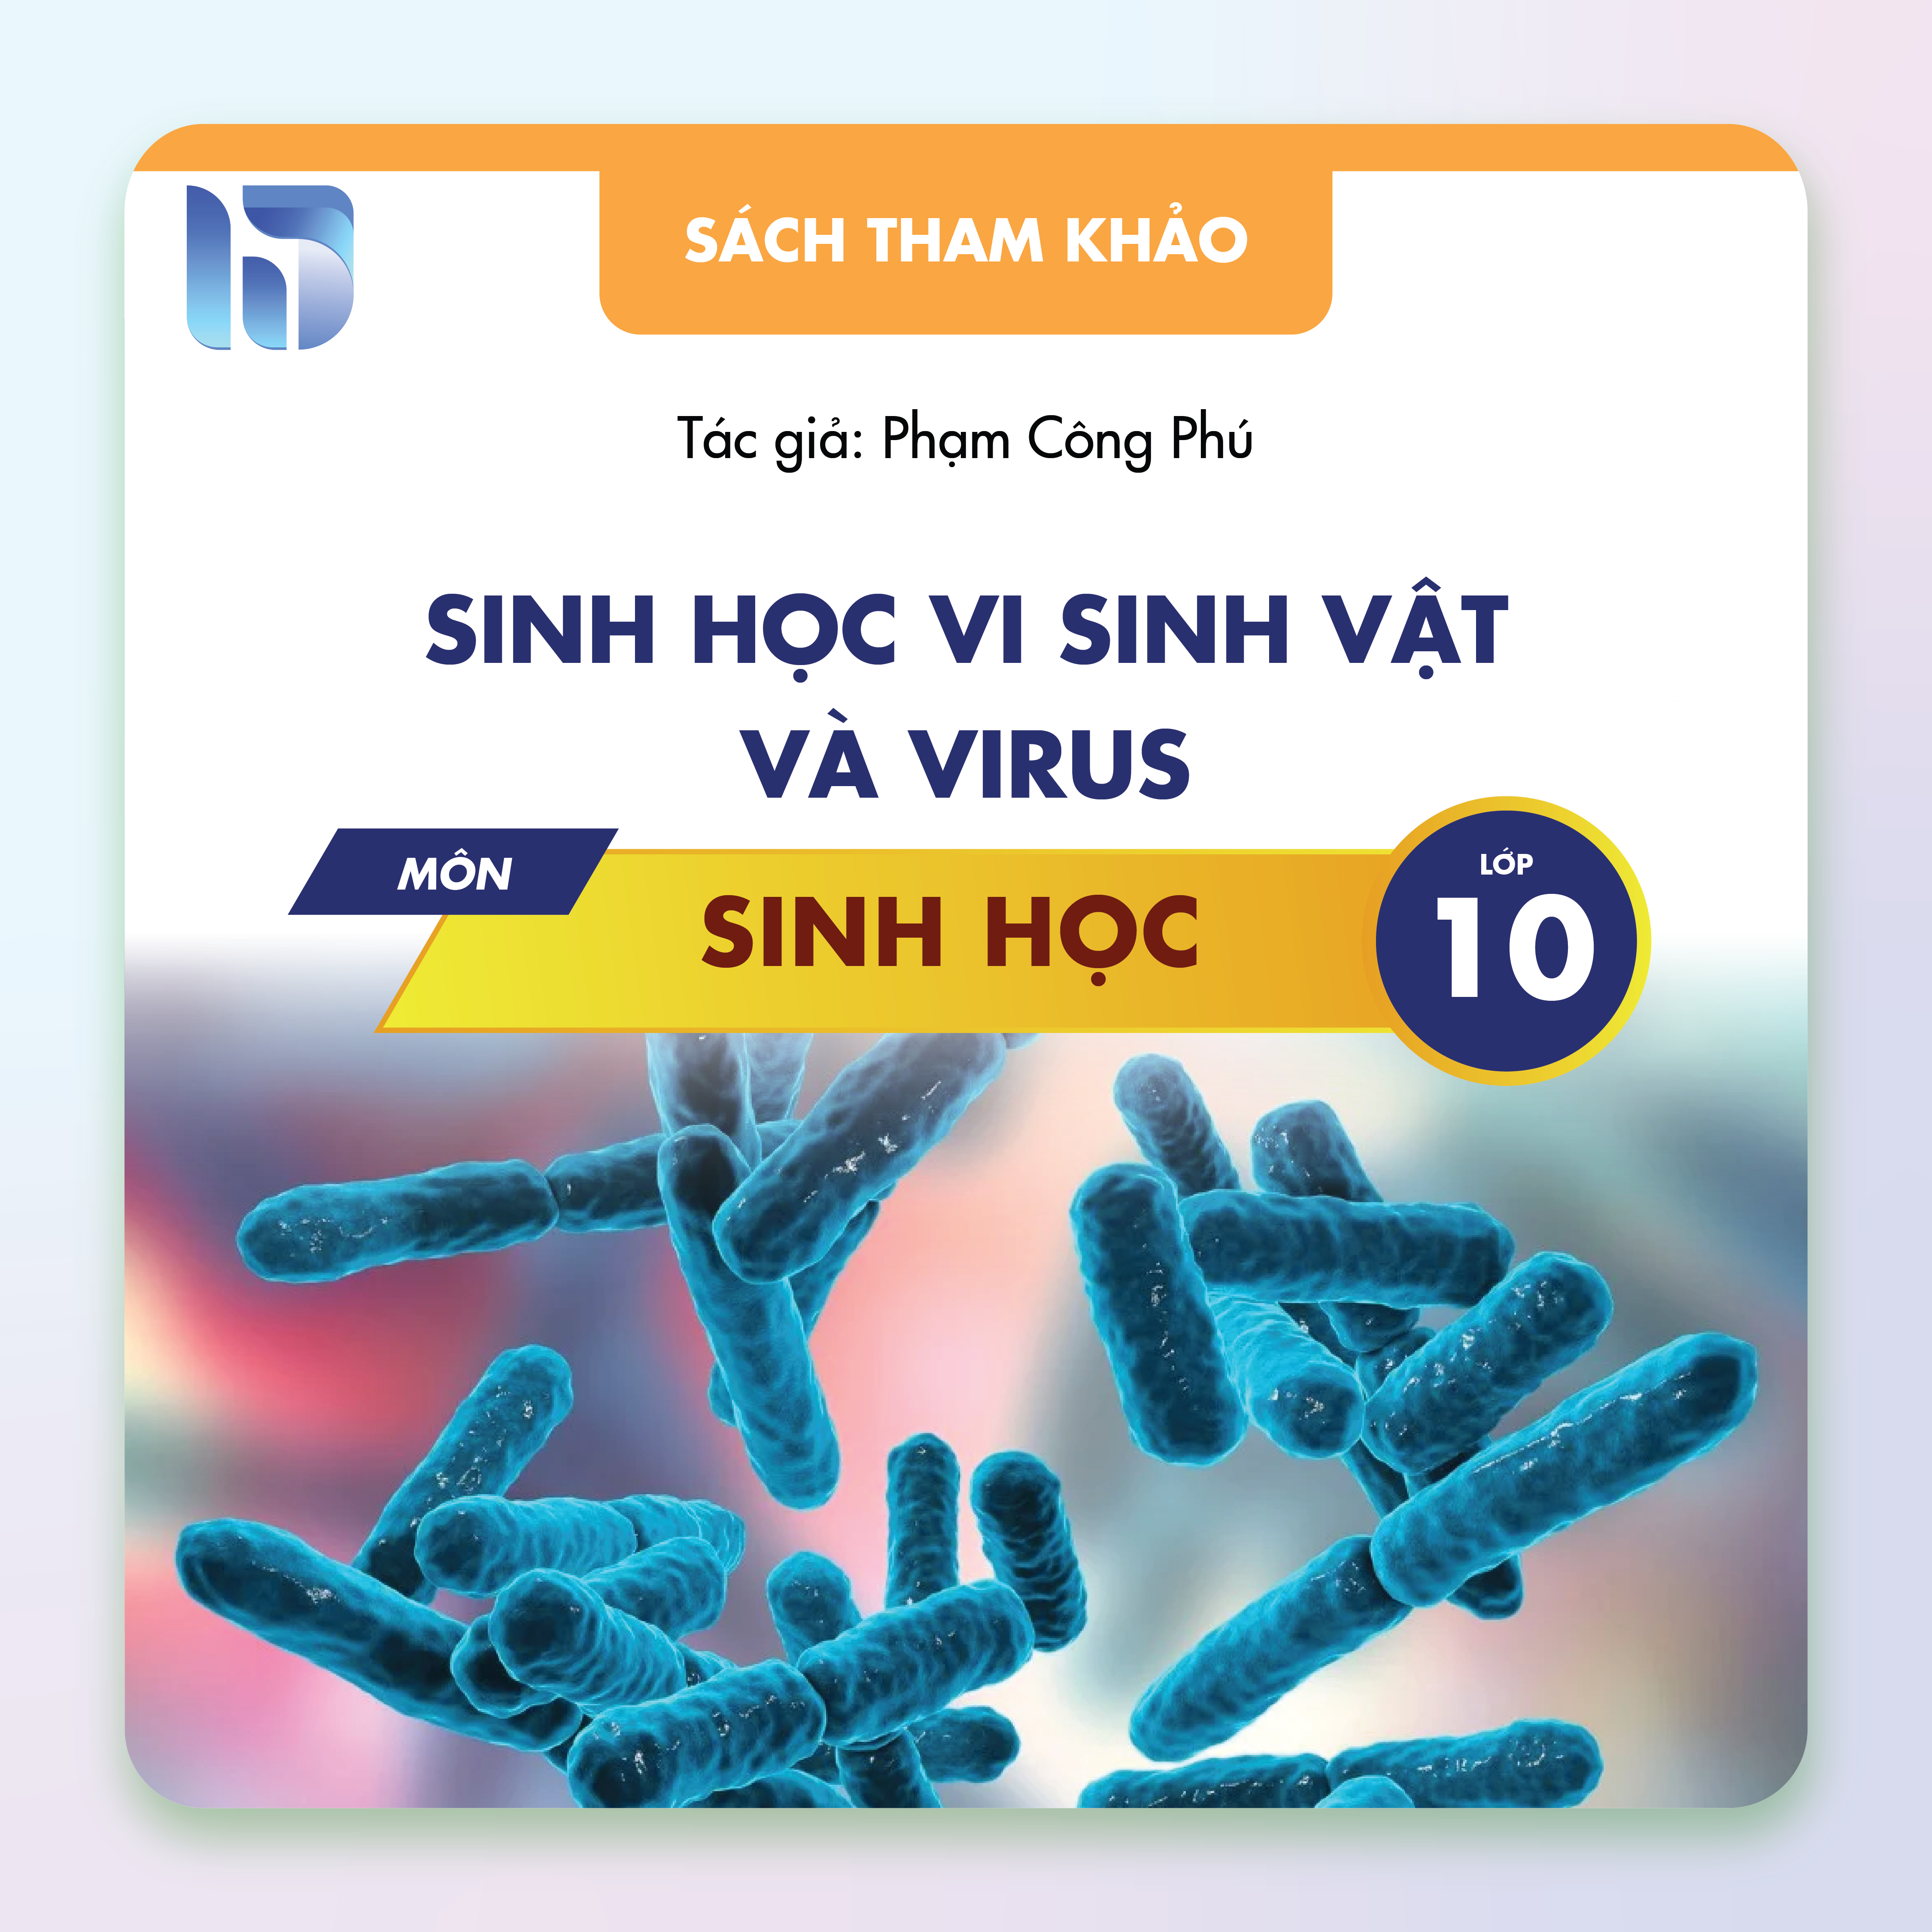 SÁCH THAM KHẢO
Tác giả: Phạm Công Phú
SINH HỌC VI SINH VẬT
VÀ VIRUS
MÔN
SINH HỌC
LỚP
10